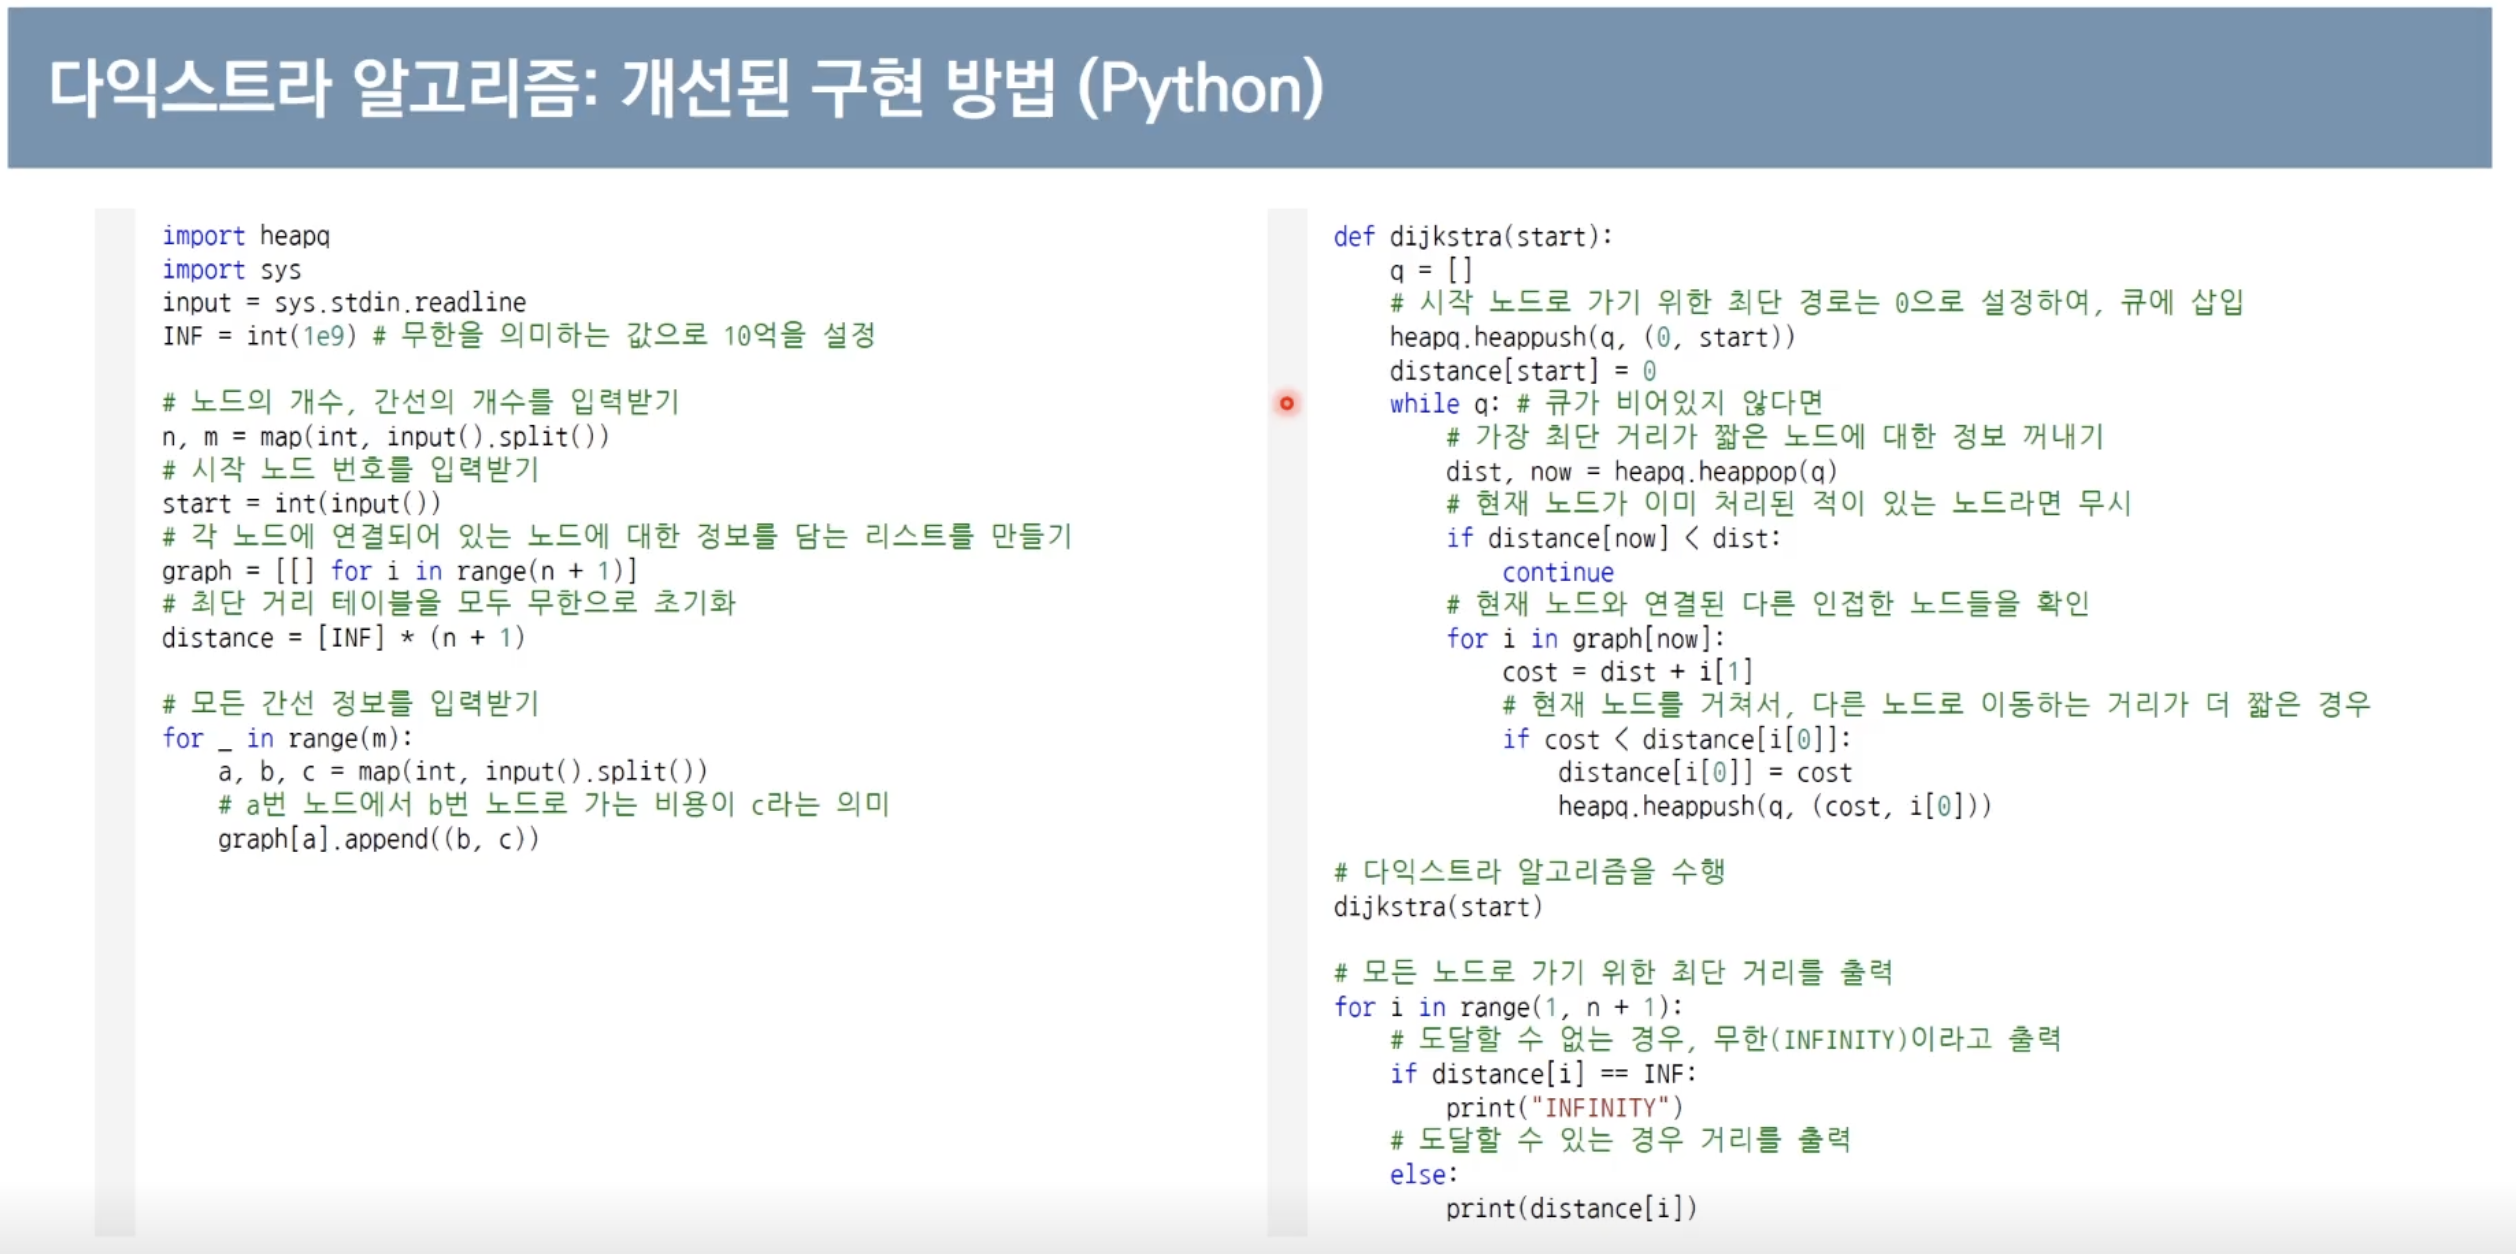 다익스트라 알고리즘: 개선된 구현 방법 (Python)
import heapq
import sys
input = sys.stdin.readline
INF = int(1e9) # 무한을 의미하는 값으로 10억을 설정

# 노드의 개수, 간선의 개수를 입력받기
n, m = map(int, input().split())
# 시작 노드 번호를 입력받기
start = int(input())
# 각 노드에 연결되어 있는 노드에 대한 정보를 담는 리스트를 만들기
graph = [[] for i in range(n + 1)]
# 최단 거리 테이블을 모두 무한으로 초기화
distance = [INF] * (n + 1)

# 모든 간선 정보를 입력받기
for _ in range(m):
    a, b, c = map(int, input().split())
    # a번 노드에서 b번 노드로 가는 비용이 c라는 의미
    graph[a].append((b, c))

def dijkstra(start):
    q = []
    # 시작 노드로 가기 위한 최단 경로는 0으로 설정하여, 큐에 삽입
    heapq.heappush(q, (0, start))
    distance[start] = 0
    while q: # 큐가 비어있지 않다면
        # 가장 최단 거리가 짧은 노드에 대한 정보 꺼내기
        dist, now = heapq.heappop(q)
        # 현재 노드가 이미 처리된 적이 있는 노드라면 무시
        if distance[now] < dist:
            continue
        # 현재 노드와 연결된 다른 인접한 노드들을 확인
        for i in graph[now]:
            cost = dist + i[1]
            # 현재 노드를 거쳐서, 다른 노드로 이동하는 거리가 더 짧은 경우
            if cost < distance[i[0]]:
                distance[i[0]] = cost
                heapq.heappush(q, (cost, i[0]))

# 다익스트라 알고리즘을 수행
dijkstra(start)

# 모든 노드로 가기 위한 최단 거리를 출력
for i in range(1, n + 1):
    # 도달할 수 없는 경우, 무한(INFINITY)이라고 출력
    if distance[i] == INF:
        print("INFINITY")
    # 도달할 수 있는 경우 거리를 출력
    else:
        print(distance[i])